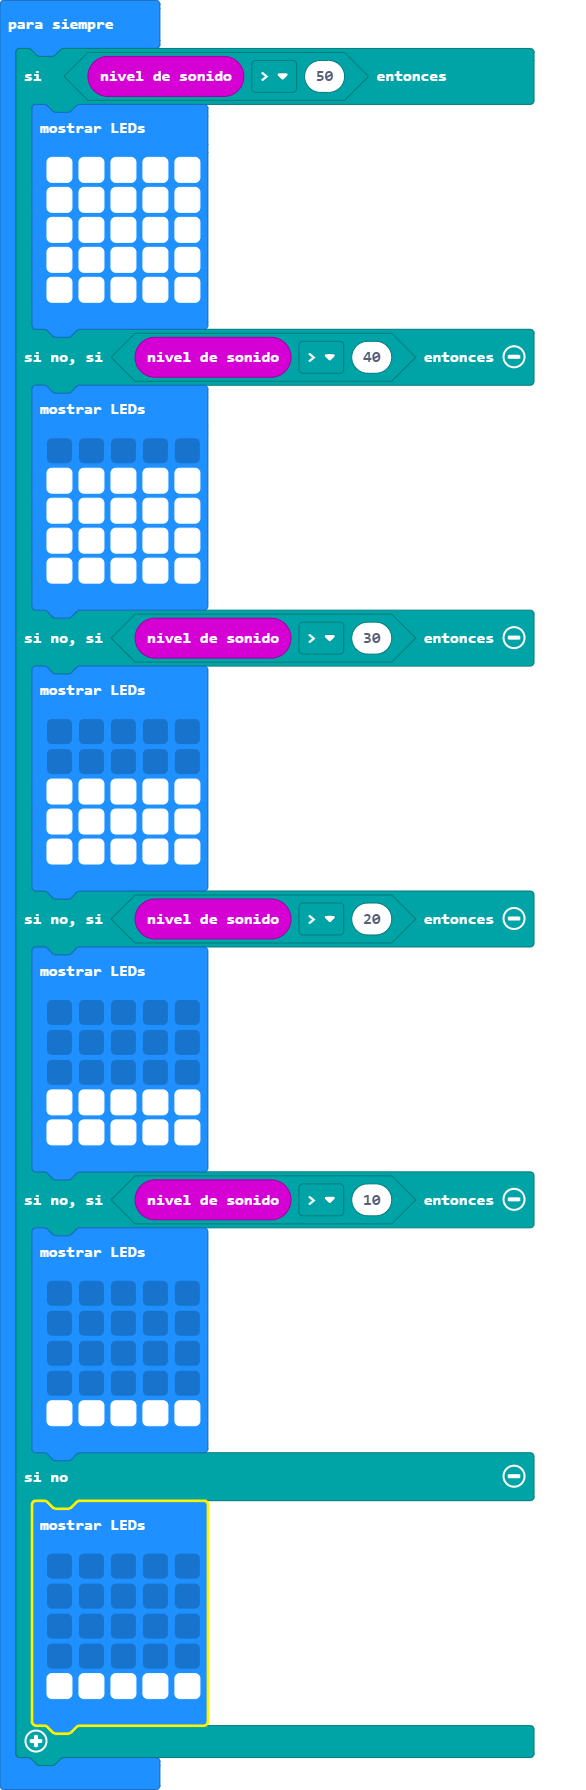 para siempre
si nivel de sonido > 50 entonces
mostrar LEDs
si no, si nivel de sonido > 40 entonces
mostrar LEDs
si no, si nivel de sonido > 30 entonces
mostrar LEDs
si no, si nivel de sonido > 20 entonces
mostrar LEDs
si no, si nivel de sonido > 10 entonces
mostrar LEDs
si no
mostrar LEDs